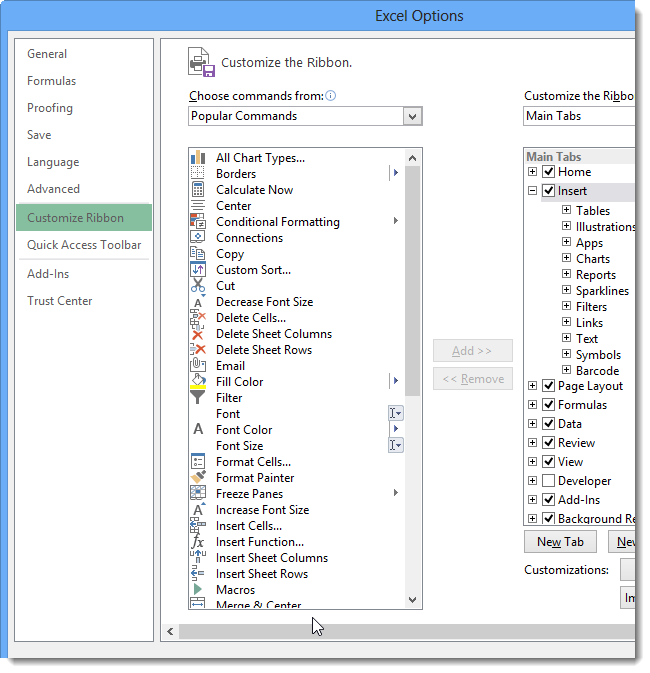 Excel Options
General
Formulas
Proofing
Save
Language
Advanced
Customize Ribbon
Quick Access Toolbar
Add-Ins
Trust Center
Customize the Ribbon.
Choose commands from:
Popular Commands
All Chart Types...
Borders
Calculate Now
Center
Conditional Formatting
Connections
Copy
Custom Sort...
Cut
Decrease Font Size
Delete Cells...
Delete Sheet Columns
Delete Sheet Rows
Email
Fill Color
Filter
Font
Font Color
Font Size
Format Cells...
Format Painter
Freeze Panes
Increase Font Size
Insert Cells...
Insert Function...
Insert Sheet Columns
Insert Sheet Rows
Macros
Merge & Center
Add >>
<< Remove
Customize the Ribbo
Main Tabs
Main Tabs
Home
Insert
Tables
Illustrations
Apps
Charts
Reports
Sparklines
Filters
Links
Text
Symbols
Barcode
Page Layout
Formulas
Data
Review
View
Developer
Add-Ins
Background Re
New Tab
Nev
Customizations:
Im